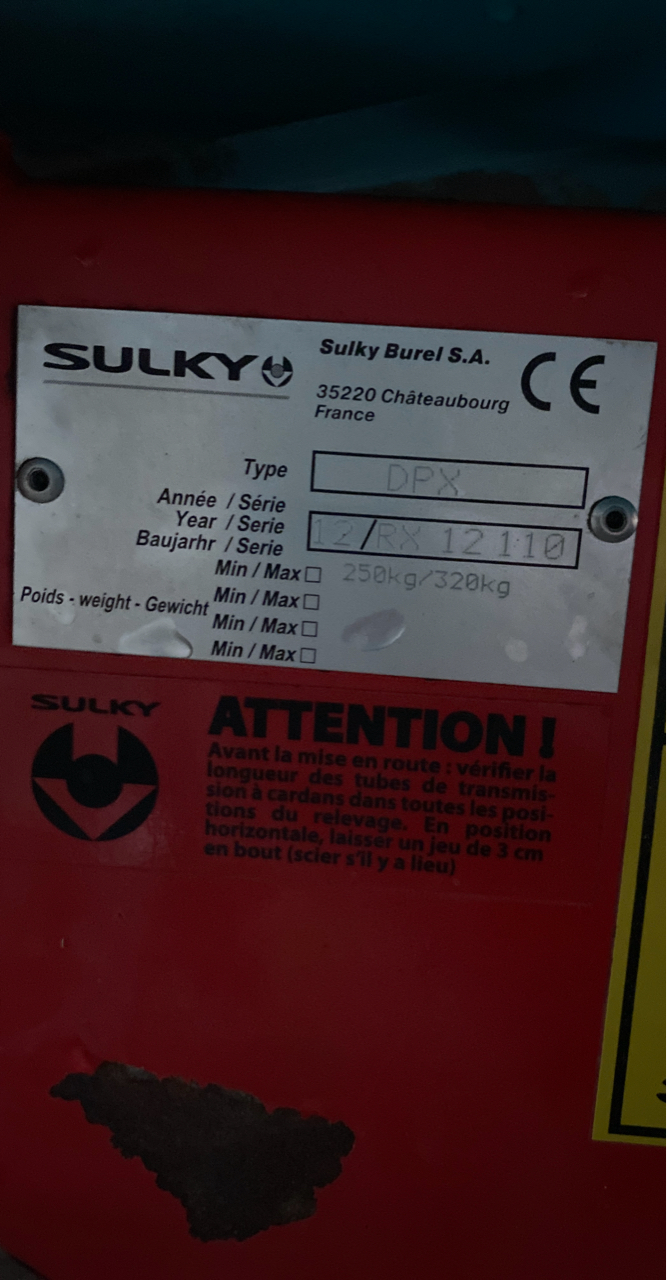 SULKY
Sulky Burel S.A.
35220 Châteaubourg
France
CE
Type DPX
Année / Série
Year / Serie
Baujarhr / Serie
12/RX 12 110
Min / Max 250kg/320kg
Poids - weight - Gewicht
Min / Max
Min / Max
Min / Max
SULKY
ATTENTION !
Avant la mise en route : vérifier la
longueur des tubes de transmis-
sion à cardans dans toutes les posi-
tions du relevage. En position
horizontale, laisser un jeu de 3 cm
en bout (scier s'il y a lieu)